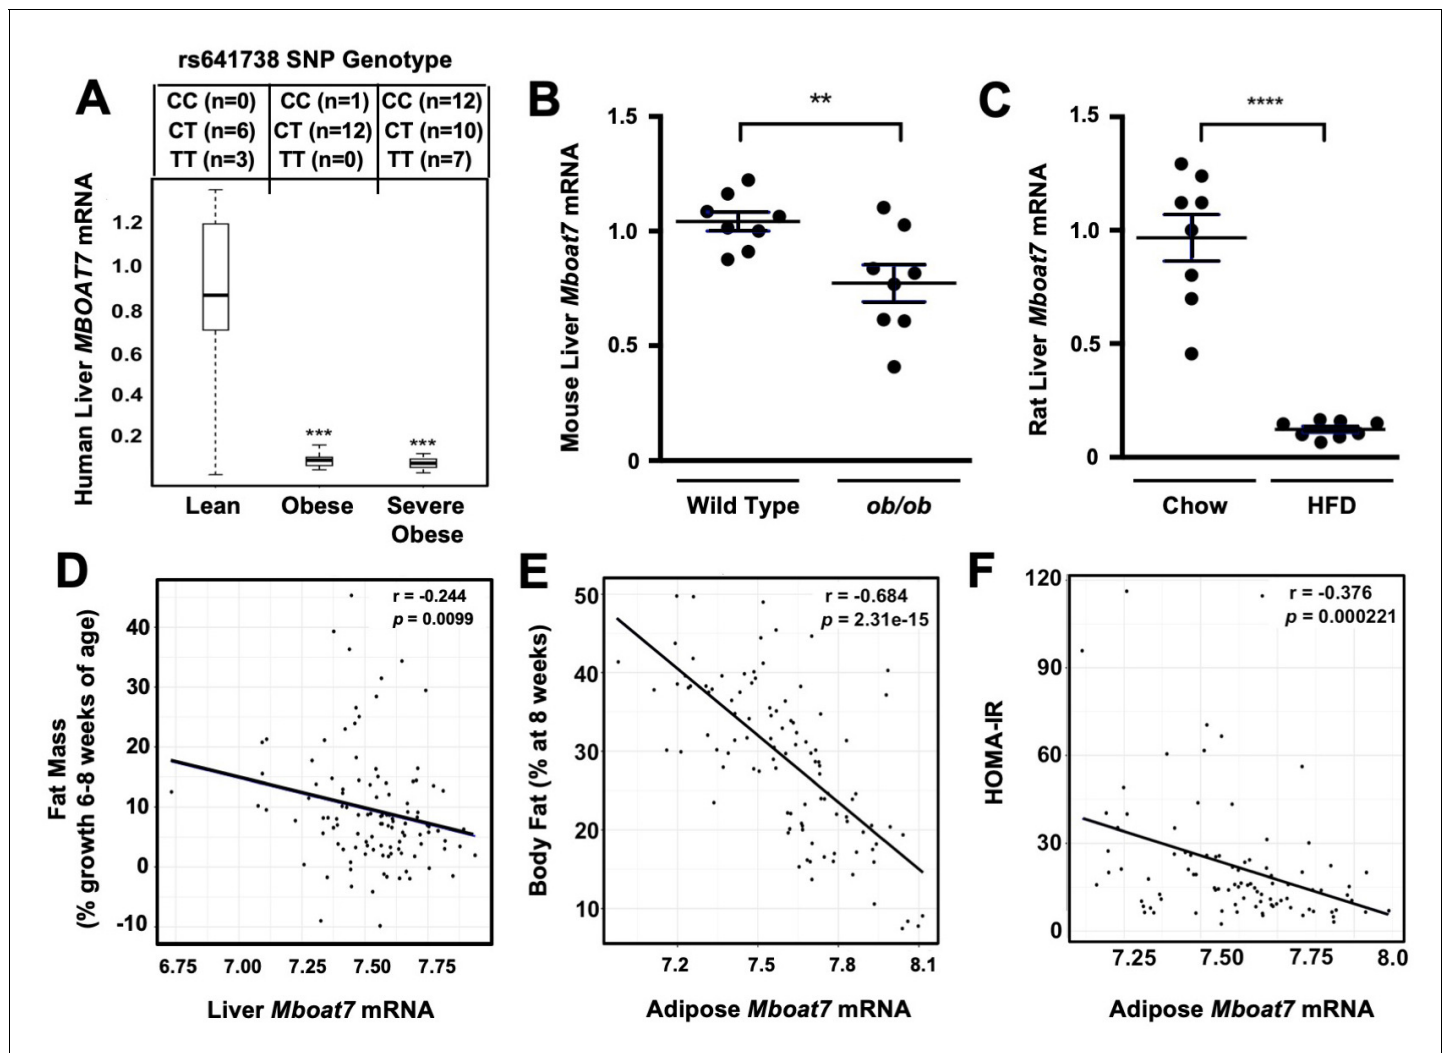 rs641738 SNP Genotype
A
CC (n=0) CC (n=1) CC (n=12)
CT (n=6) CT (n=12) CT (n=10)
TT (n=3) TT (n=0) TT (n=7)
Human Liver MBOAT7 mRNA
1.2
1.0
0.8
0.6
0.4
0.2
*** ***
Lean Obese Severe
Obese
B
**
Mouse Liver Mboat7 mRNA
1.5
1.0
0.5
0
Wild Type ob/ob
C
****
Rat Liver Mboat7 mRNA
1.5
1.0
0.5
0
Chow HFD
D
r = -0.244
p = 0.0099
Fat Mass
(% growth 6-8 weeks of age)
40
30
20
10
0
-10
6.75 7.00 7.25 7.50 7.75
Liver Mboat7 mRNA
E
r = -0.684
p = 2.31e-15
Body Fat (% at 8 weeks)
50
40
30
20
10
7.2 7.5 7.8 8.1
Adipose Mboat7 mRNA
F
r = -0.376
p = 0.000221
HOMA-IR
120
90
60
30
0
7.25 7.50 7.75 8.0
Adipose Mboat7 mRNA